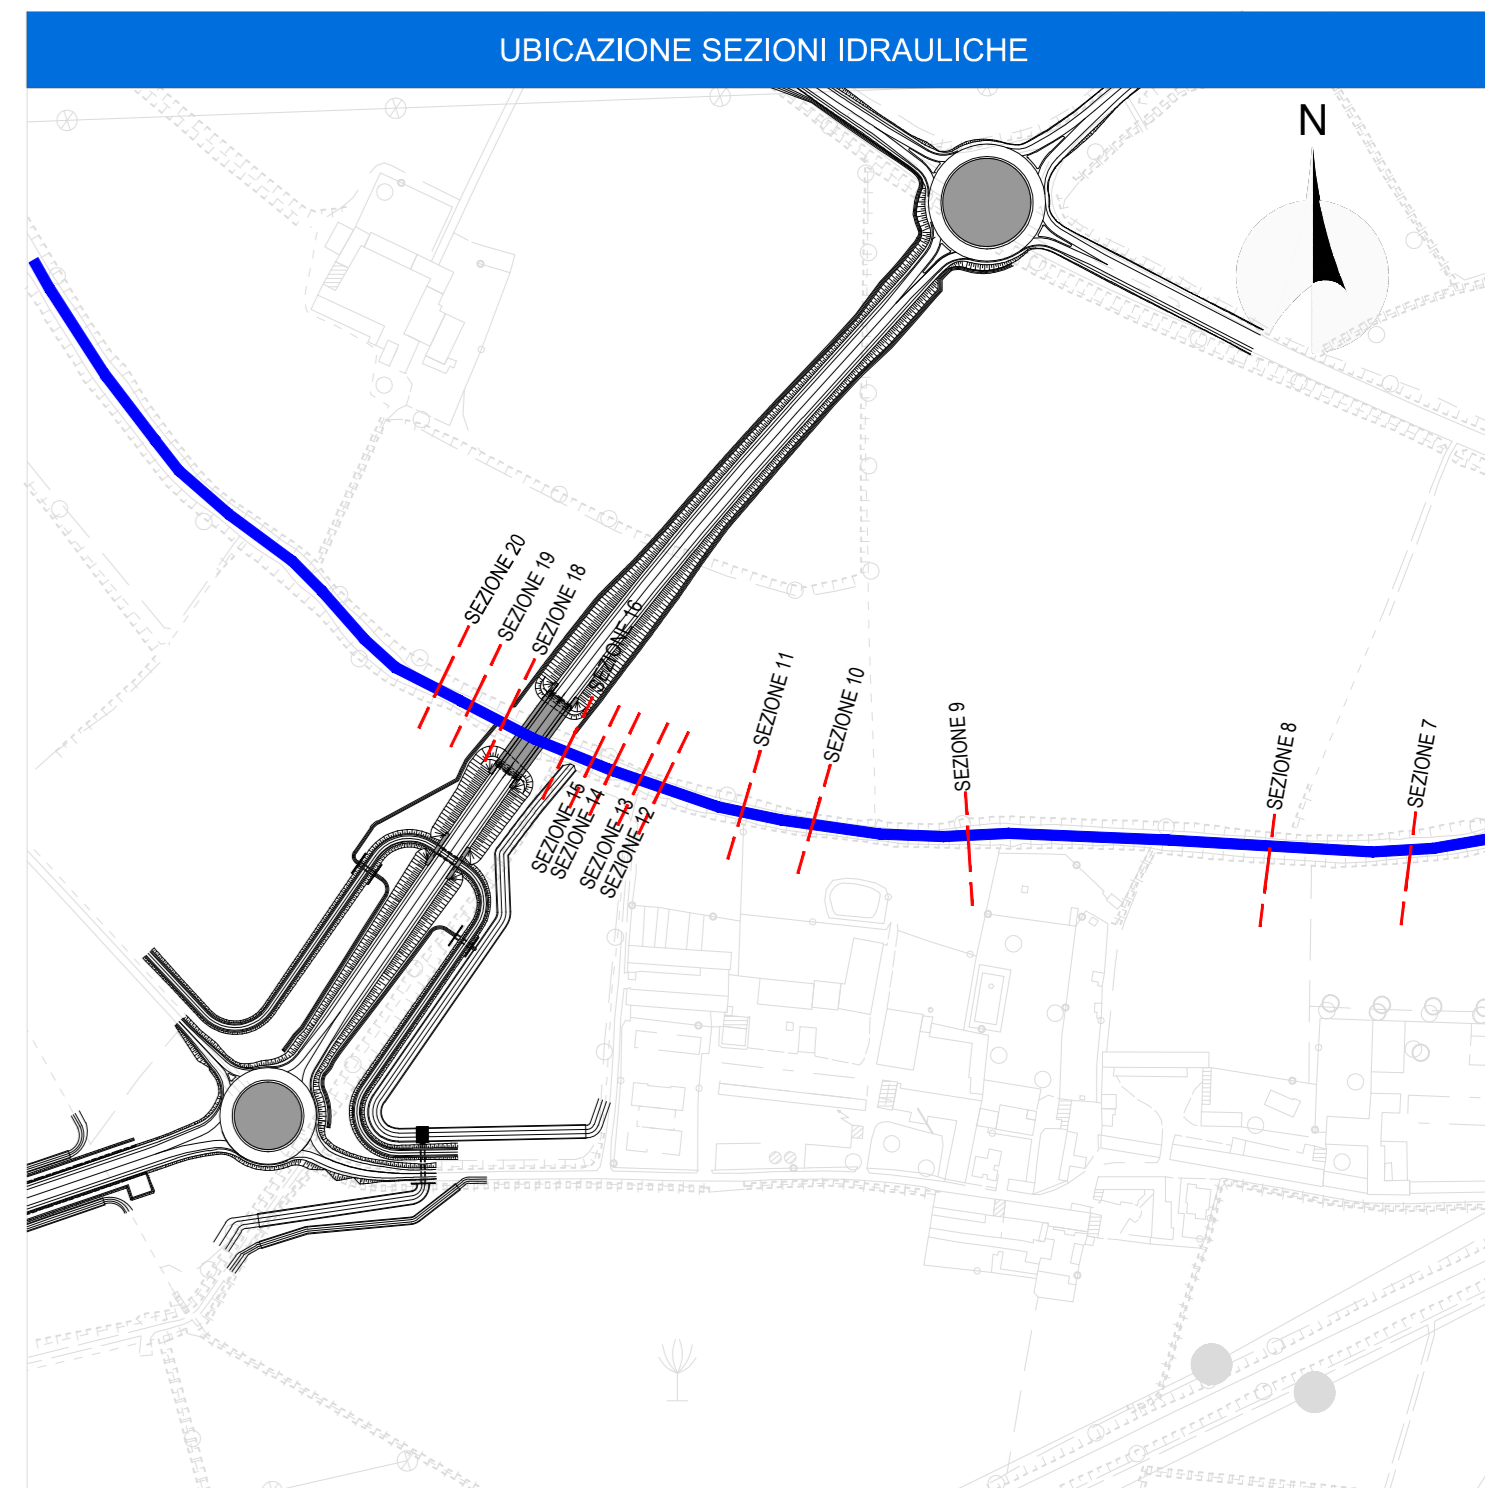 UBICAZIONE SEZIONI IDRAULICHE
N
SEZIONE 20
SEZIONE 19
SEZIONE 18
SEZIONE 16
SEZIONE 15
SEZIONE 14
SEZIONE 13
SEZIONE 12
SEZIONE 11
SEZIONE 10
SEZIONE 9
SEZIONE 8
SEZIONE 7